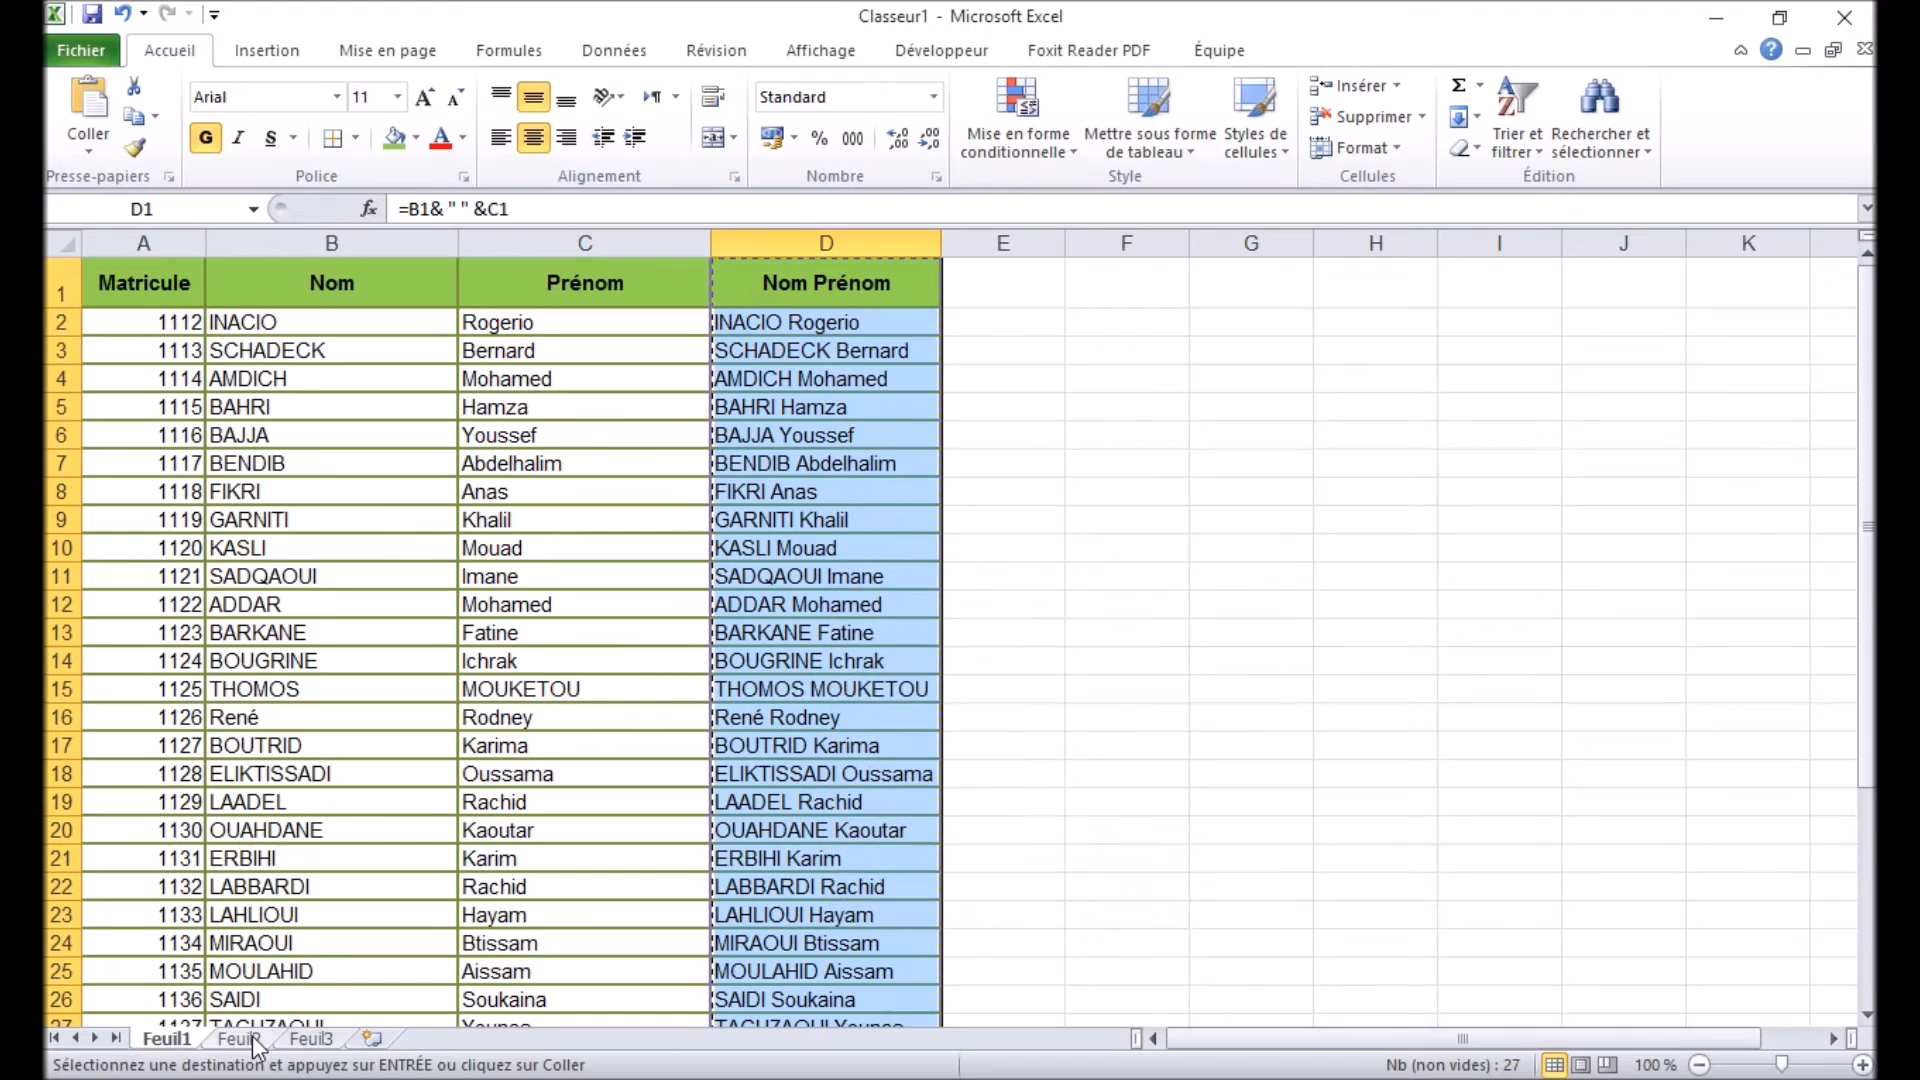 Classeur1 - Microsoft Excel
Fichier Accueil Insertion Mise en page Formules Données Révision Affichage Développeur Foxit Reader PDF Équipe
Coller
Presse-papiers
Arial 11
G I S
Police
Alignement
Standard
% 000
Nombre
Mise en forme conditionnelle
Mettre sous forme de tableau
Styles de cellules
Style
Insérer
Supprimer
Format
Cellules
Σ
Trier et filtrer
Rechercher et sélectionner
Édition
D1 fx =B1& " " &C1
A B C D E F G H I J K
1 Matricule Nom Prénom Nom Prénom
2 1112 INACIO Rogerio INACIO Rogerio
3 1113 SCHADECK Bernard SCHADECK Bernard
4 1114 AMDICH Mohamed AMDICH Mohamed
5 1115 BAHRI Hamza BAHRI Hamza
6 1116 BAJJA Youssef BAJJA Youssef
7 1117 BENDIB Abdelhalim BENDIB Abdelhalim
8 1118 FIKRI Anas FIKRI Anas
9 1119 GARNITI Khalil GARNITI Khalil
10 1120 KASLI Mouad KASLI Mouad
11 1121 SADQAOUI Imane SADQAOUI Imane
12 1122 ADDAR Mohamed ADDAR Mohamed
13 1123 BARKANE Fatine BARKANE Fatine
14 1124 BOUGRINE Ichrak BOUGRINE Ichrak
15 1125 THOMOS MOUKETOU THOMOS MOUKETOU
16 1126 René Rodney René Rodney
17 1127 BOUTRID Karima BOUTRID Karima
18 1128 ELIKTISSADI Oussama ELIKTISSADI Oussama
19 1129 LAADEL Rachid LAADEL Rachid
20 1130 OUAHDANE Kaoutar OUAHDANE Kaoutar
21 1131 ERBIHI Karim ERBIHI Karim
22 1132 LABBARDI Rachid LABBARDI Rachid
23 1133 LAHLIOUI Hayam LAHLIOUI Hayam
24 1134 MIRAOUI Btissam MIRAOUI Btissam
25 1135 MOULAHID Aissam MOULAHID Aissam
26 1136 SAIDI Soukaina SAIDI Soukaina
Feuil1 Feuil2 Feuil3
Sélectionnez une destination et appuyez sur ENTRÉE ou cliquez sur Coller Nb (non vides) : 27 100 %